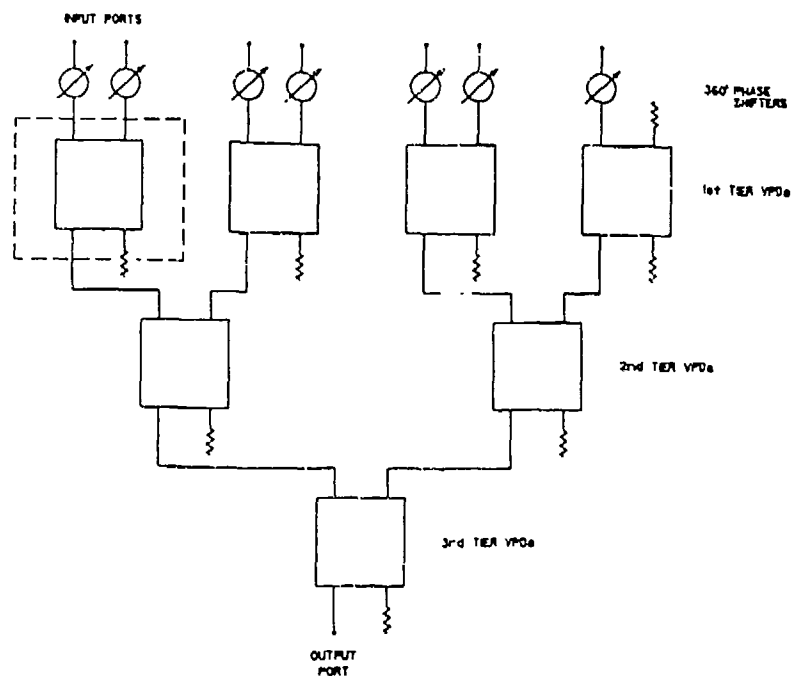 INPUT PORTS
360° PHASE
SHIFTERS
1st TIER VPDs
2nd TIER VPDs
3rd TIER VPDs
OUTPUT
PORT